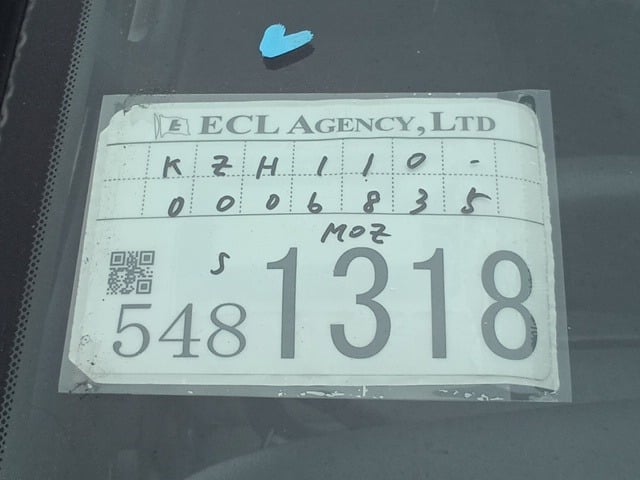 E ECL AGENCY, LTD
KZH110-
0006835
MOZ
S
548 1318